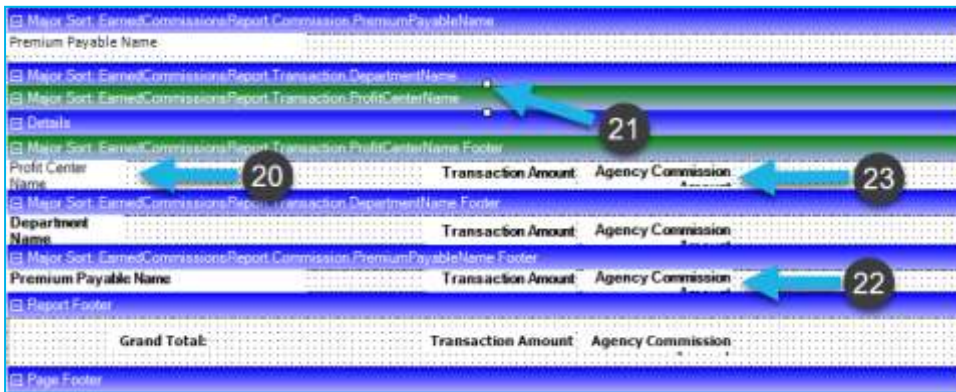 Major Sort: EarnedCommissionsReport.Commission.PremiumPayableName
Premium Payable Name
Major Sort: EarnedCommissionsReport.Transaction.DepartmentName
Major Sort: EarnedCommissionsReport.Transaction.ProfitCenterName
21
Details
Major Sort: EarnedCommissionsReport.Transaction.ProfitCenterName Footer
Profit Center
Name
20
Transaction Amount Agency Commission
23
Major Sort: EarnedCommissionsReport.Transaction.DepartmentName Footer
Department
Name
Transaction Amount Agency Commission
Major Sort: EarnedCommissionsReport.Commission.PremiumPayableName Footer
Premium Payable Name Transaction Amount Agency Commission
22
Report Footer
Grand Total: Transaction Amount Agency Commission
Page Footer